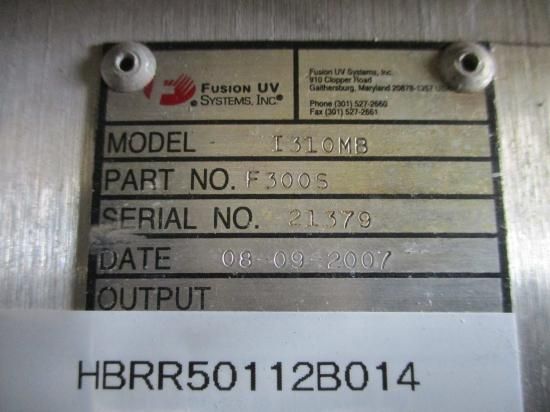 FUSION UV
SYSTEMS, INC.®
Fusion UV Systems, Inc.
910 Clopper Road
Gaithersburg, Maryland 20878-1357
Phone (301) 527-2660
Fax (301) 527-2661
MODEL I310MB
PART NO. F300S
SERIAL NO. 21379
DATE 08-09-2007
OUTPUT
HBRR50112B014